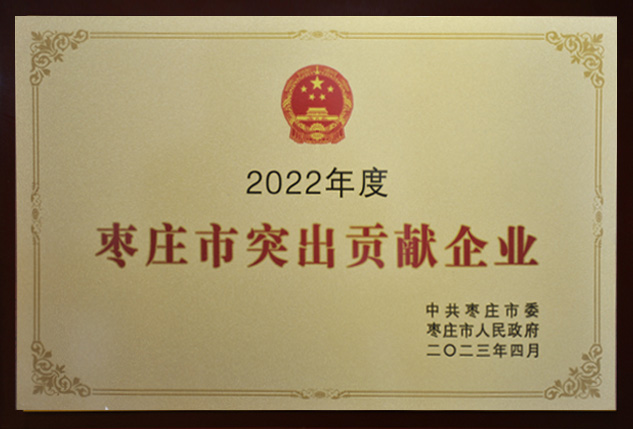 2022年度
枣庄市突出贡献企业
中共枣庄市委
枣庄市人民政府
二〇二三年四月